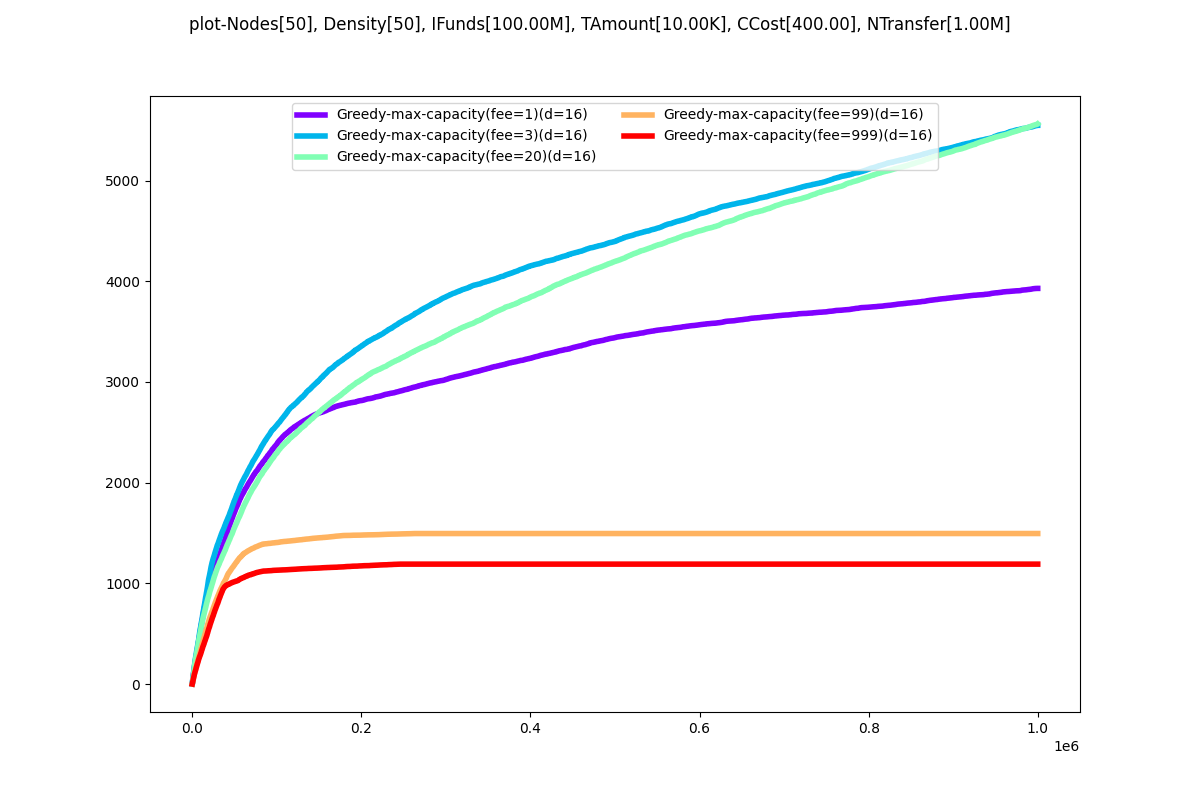 plot-Nodes[50], Density[50], IFunds[100.00M], TAmount[10.00K], CCost[400.00], NTransfer[1.00M]
Greedy-max-capacity(fee=1)(d=16)
Greedy-max-capacity(fee=3)(d=16)
Greedy-max-capacity(fee=20)(d=16)
Greedy-max-capacity(fee=99)(d=16)
Greedy-max-capacity(fee=999)(d=16)
5000
4000
3000
2000
1000
0
0.0 0.2 0.4 0.6 0.8 1.0
1e6